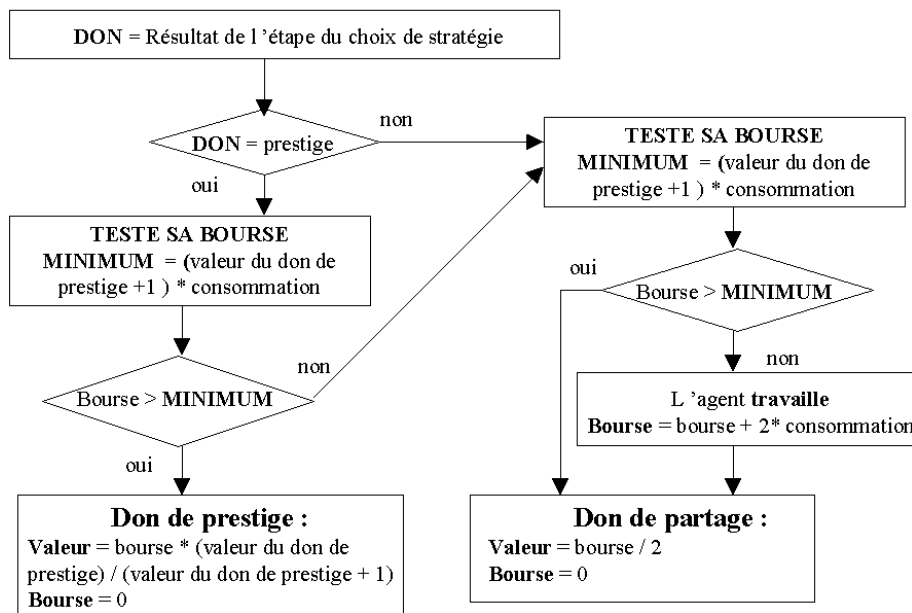 DON = Résultat de l ’étape du choix de stratégie
DON = prestige
non
oui
TESTE SA BOURSE
MINIMUM = (valeur du don de
prestige +1 ) * consommation
Bourse > MINIMUM
non
oui
Don de prestige :
Valeur = bourse * (valeur du don de
prestige) / (valeur du don de prestige + 1)
Bourse = 0
TESTE SA BOURSE
MINIMUM = (valeur du don de
prestige +1 ) * consommation
oui
Bourse > MINIMUM
non
L ’agent travaille
Bourse = bourse + 2* consommation
Don de partage :
Valeur = bourse / 2
Bourse = 0